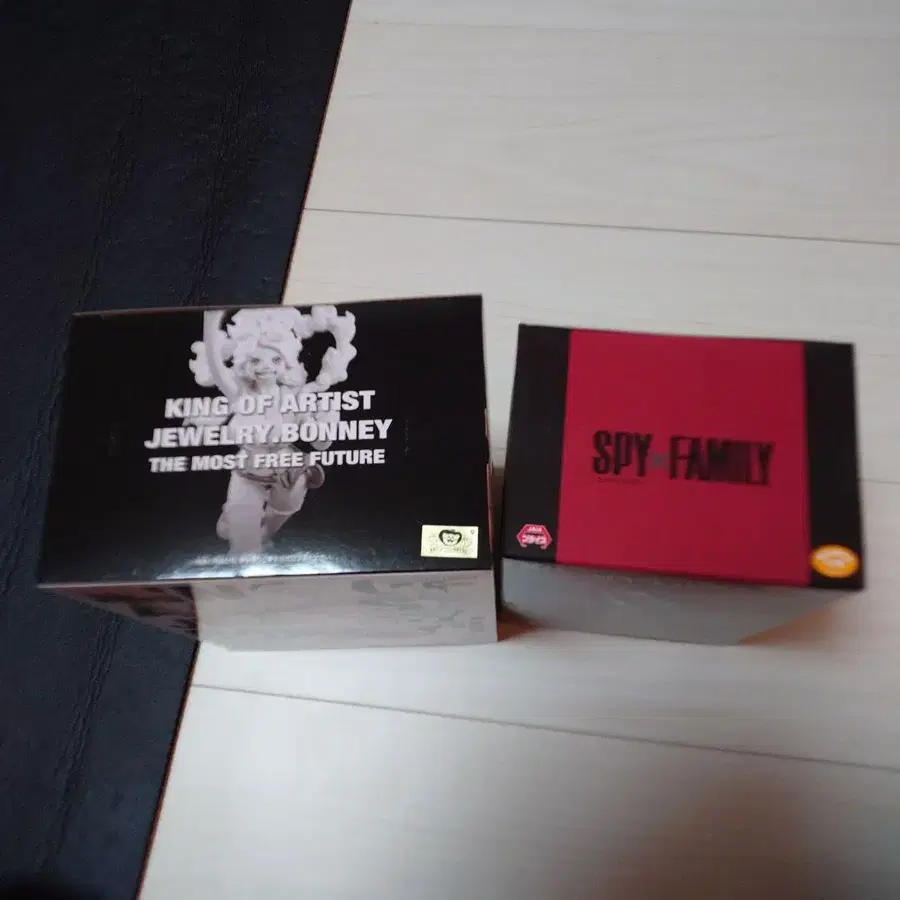 KING OF ARTIST
JEWELRY.BONNEY
THE MOST FREE FUTURE
SPY×FAMILY